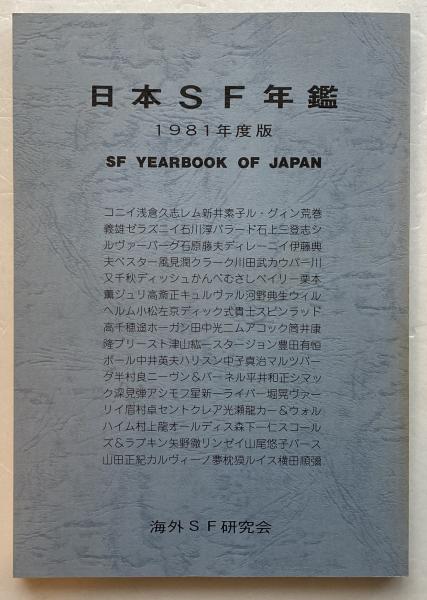 日本SF年鑑
1981年度版
SF YEARBOOK OF JAPAN
コニイ浅倉久志レム新井素子ル・グィン荒巻
義雄ゼラズニイ石川淳バラード石上三登志シ
ルヴァーバーグ石原藤夫ディレーニイ伊藤典
夫ベスター風見潤クラーク川田武カウパー川
又千秋ディッシュかんべむさしベイリー栗本
薫ジュリ高斎正キュルヴァル河野典生ウィル
ヘルム小松左京ディック式貴士スピンラッド
高千穂遙ホーガン田中光二ムアコック筒井康
隆プリースト津山紘一スタージョン豊田有恒
ポール中井英夫ハリスン中子真治マルツバー
グ半村良ニーヴン&パーネル平井和正シマッ
ク深見弾アシモフ星新一ライバー堀晃ヴァー
リイ眉村卓セントクレア光瀬龍カー&ウォル
ハイム村上龍オールディス森下一仁スコール
ズ&ラブキン矢野徹リンゼイ山尾悠子バース
山田正紀カルヴィーノ夢枕獏ルイス横田順彌
海外SF研究会